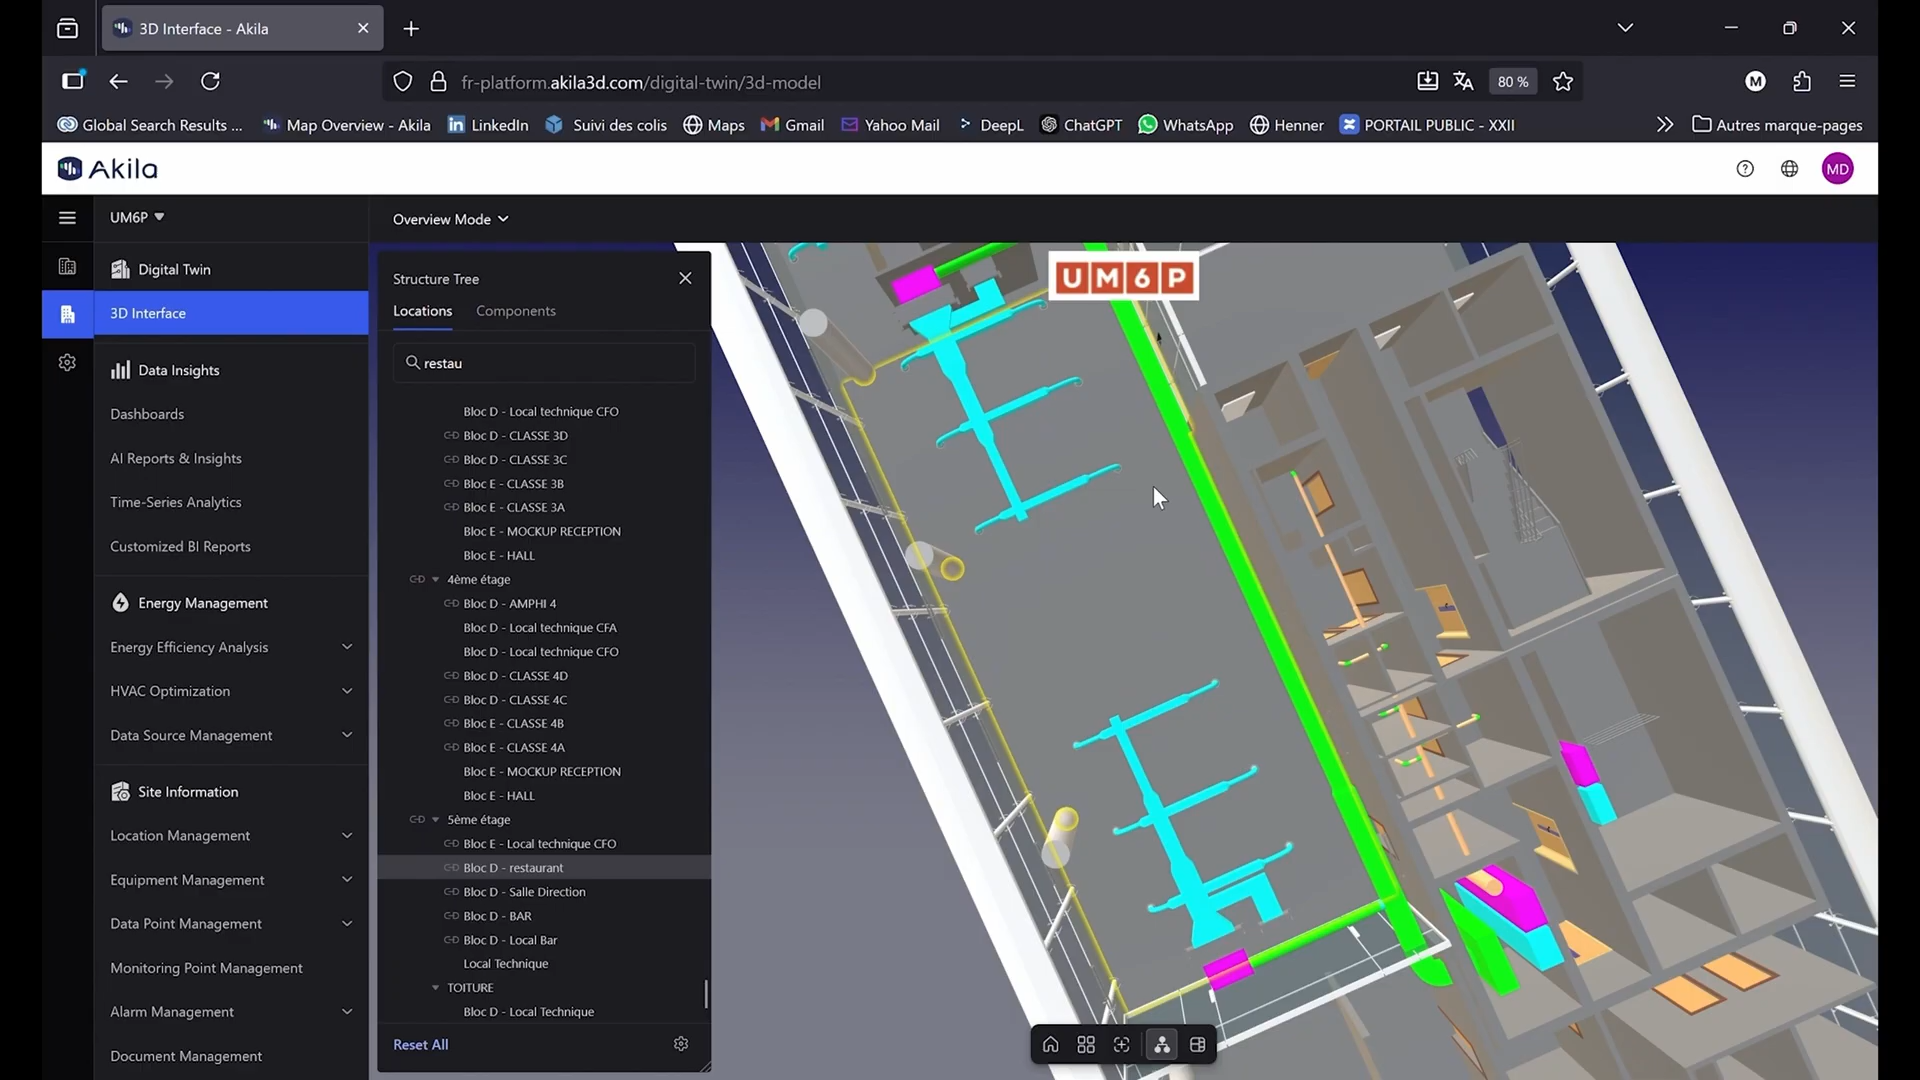 3D Interface - Akila
fr-platform.akila3d.com/digital-twin/3d-model
80 %
M
Global Search Results ...
Map Overview - Akila
LinkedIn
Suivi des colis
Maps
Gmail
Yahoo Mail
DeepL
ChatGPT
WhatsApp
Henner
PORTAIL PUBLIC - XXII
Autres marque-pages
Akila
MD
UM6P
Overview Mode
Digital Twin
3D Interface
Data Insights
Dashboards
AI Reports & Insights
Time-Series Analytics
Customized BI Reports
Energy Management
Energy Efficiency Analysis
HVAC Optimization
Data Source Management
Site Information
Location Management
Equipment Management
Data Point Management
Monitoring Point Management
Alarm Management
Document Management
Structure Tree
Locations
Components
restau
Bloc D - Local technique CFO
Bloc D - CLASSE 3D
Bloc D - CLASSE 3C
Bloc E - CLASSE 3B
Bloc E - CLASSE 3A
Bloc E - MOCKUP RECEPTION
Bloc E - HALL
4ème étage
Bloc D - AMPHI 4
Bloc D - Local technique CFA
Bloc D - Local technique CFO
Bloc D - CLASSE 4D
Bloc D - CLASSE 4C
Bloc E - CLASSE 4B
Bloc E - CLASSE 4A
Bloc E - MOCKUP RECEPTION
Bloc E - HALL
5ème étage
Bloc E - Local technique CFO
Bloc D - restaurant
Bloc D - Salle Direction
Bloc D - BAR
Bloc D - Local Bar
Local Technique
TOITURE
Bloc D - Local Technique
Reset All
UM6P